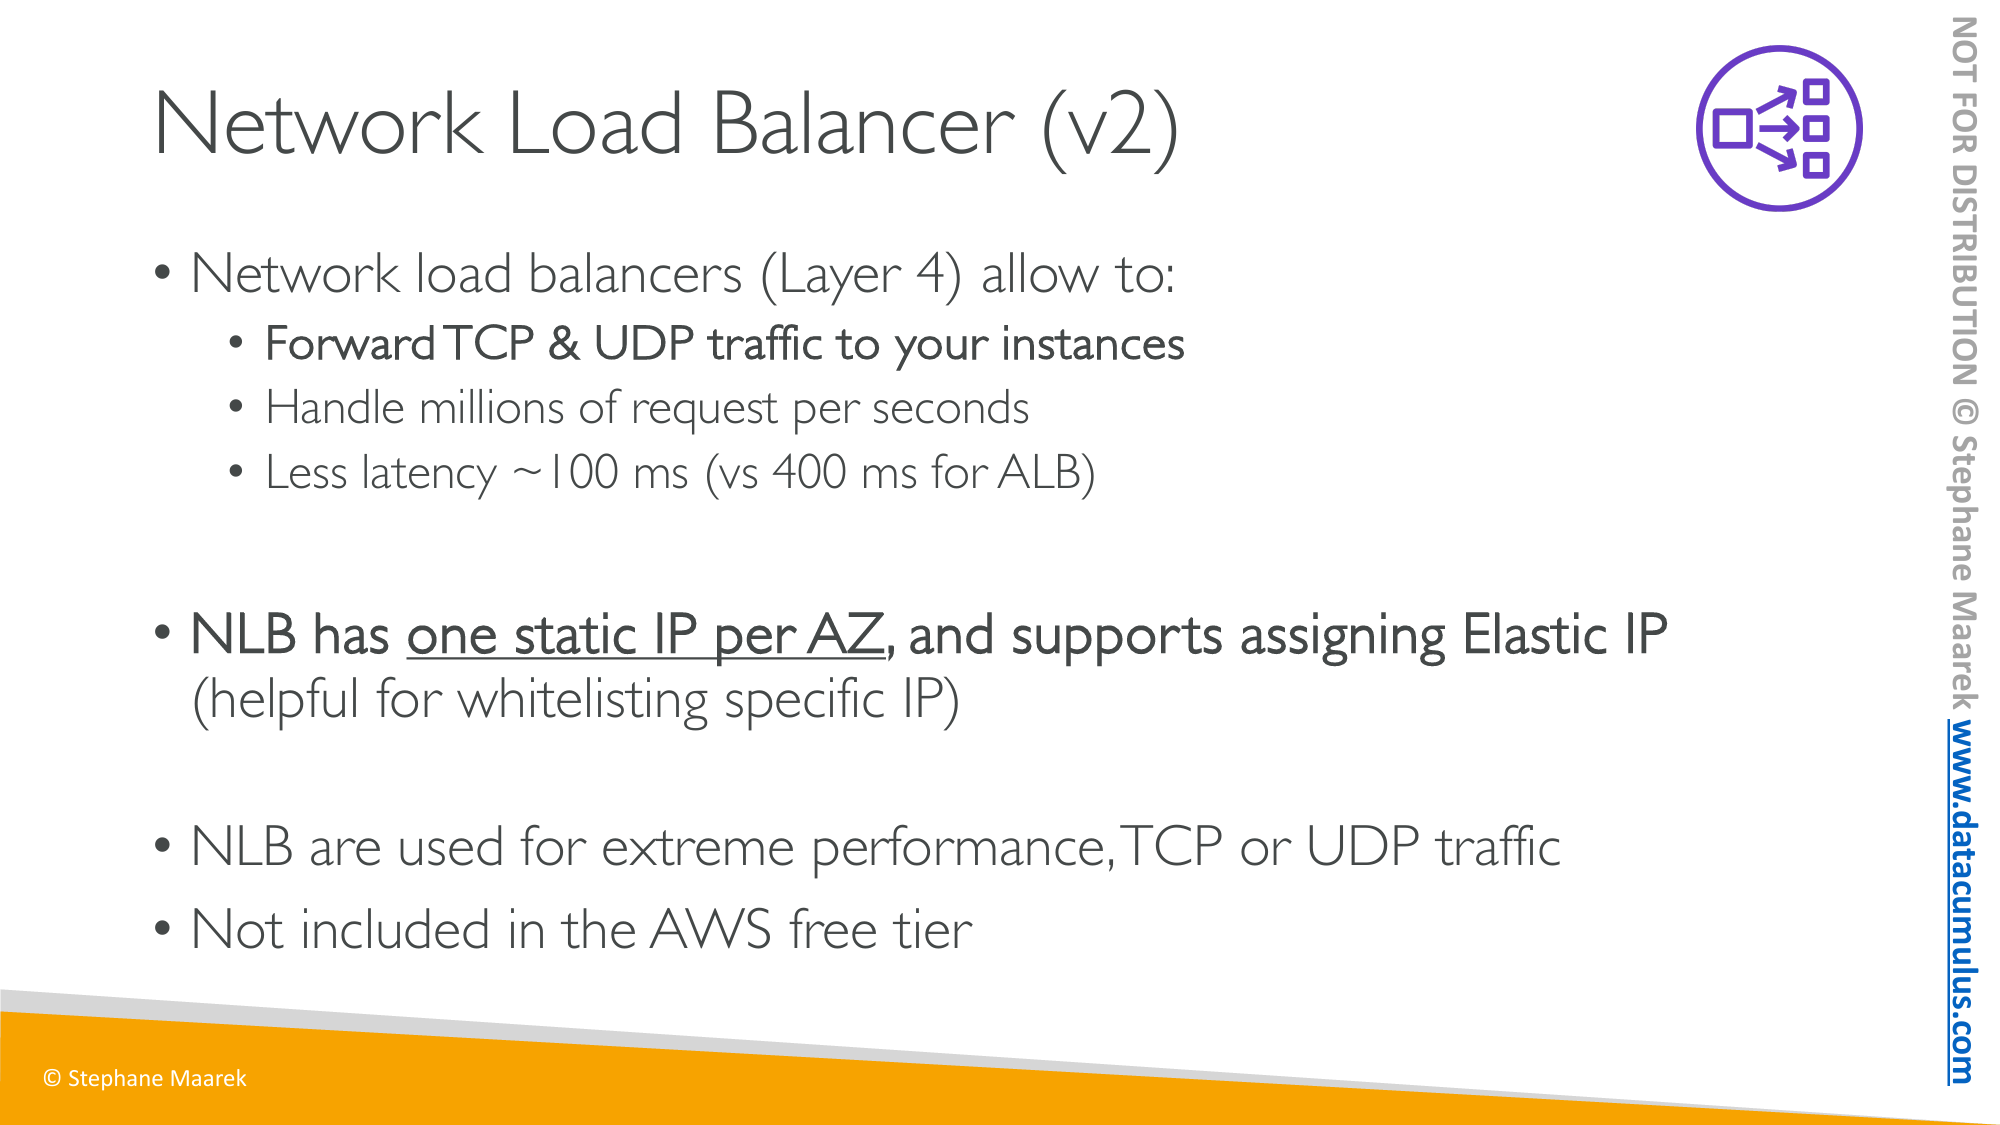 Network Load Balancer (v2)
• Network load balancers (Layer 4) allow to:
• Forward TCP & UDP traffic to your instances
• Handle millions of request per seconds
• Less latency ~100 ms (vs 400 ms for ALB)
• NLB has one static IP per AZ, and supports assigning Elastic IP
(helpful for whitelisting specific IP)
• NLB are used for extreme performance, TCP or UDP traffic
• Not included in the AWS free tier
© Stephane Maarek
NOT FOR DISTRIBUTION © Stephane Maarek www.datacumulus.com